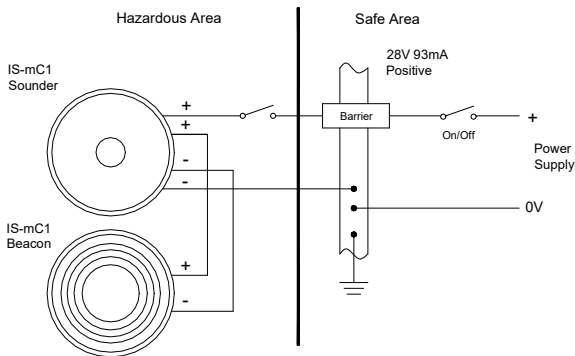 Hazardous Area
Safe Area
28V 93mA
Positive
IS-mC1
Sounder
+
+
-
-
Barrier
On/Off
+
Power
Supply
0V
IS-mC1
Beacon
+
-